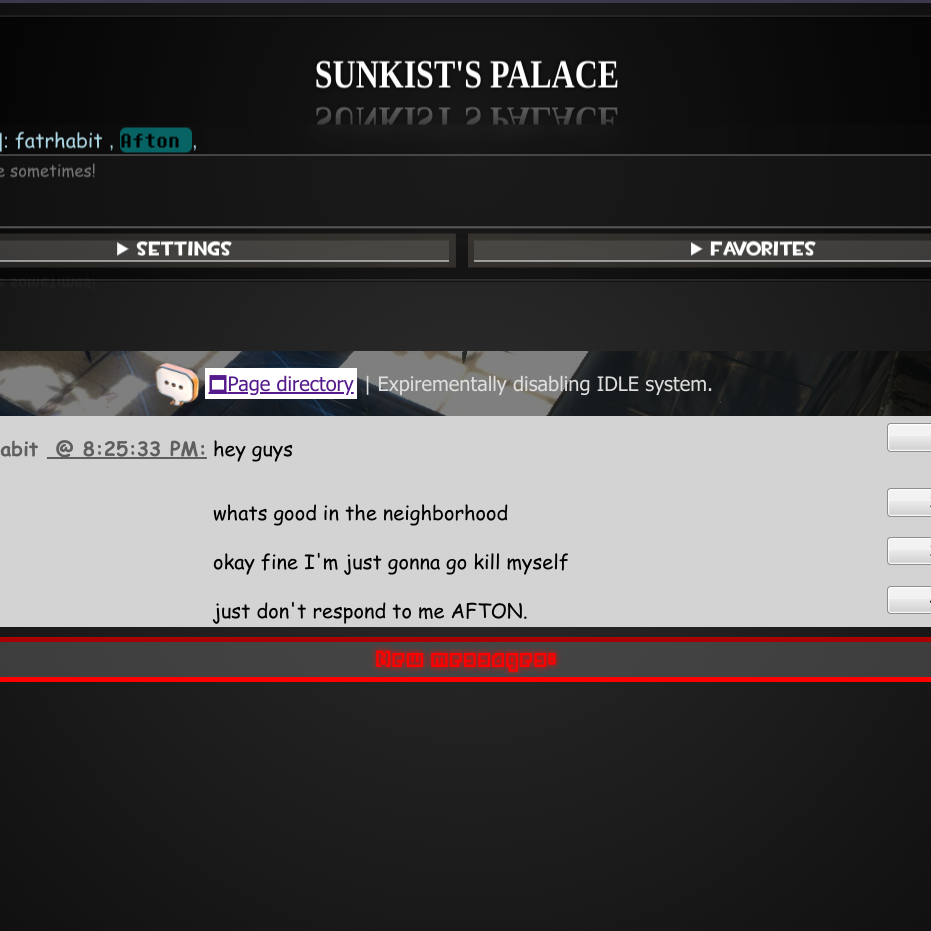 SUNKIST'S PALACE
]: fatrhabit , Afton ,
e sometimes!
▶ SETTINGS
▶ FAVORITES
Page directory | Expirementally disabling IDLE system.
abit @ 8:25:33 PM: hey guys
whats good in the neighborhood
okay fine I'm just gonna go kill myself
just don't respond to me AFTON.
New messages!